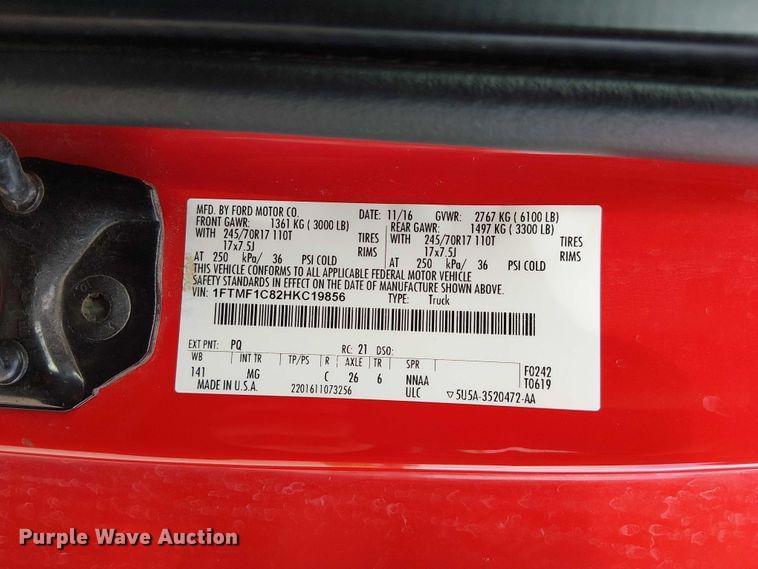 MFD. BY FORD MOTOR CO. DATE: 11/16 GVWR: 2767 KG ( 6100 LB)
FRONT GAWR: 1361 KG ( 3000 LB) REAR GAWR: 1497 KG ( 3300 LB)
WITH 245/70R17 110T TIRES WITH 245/70R17 110T TIRES
17x7.5J RIMS 17x7.5J RIMS
AT 250 kPa/ 36 PSI COLD AT 250 kPa/ 36 PSI COLD
THIS VEHICLE CONFORMS TO ALL APPLICABLE FEDERAL MOTOR VEHICLE
SAFETY STANDARDS IN EFFECT ON THE DATE OF MANUFACTURE SHOWN ABOVE.
VIN: 1FTMF1C82HKC19856 TYPE: Truck
EXT PNT: PQ RC: 21 DSO:
WB INT TR TP/PS R AXLE TR SPR F0242
141 MG C 26 6 NNAA T0619
MADE IN U.S.A. 2201611073256 ULC ▽5U5A-3520472-AA
Purple Wave Auction